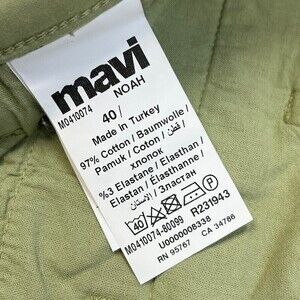 mavi
NOAH
M0410074
40 /
Made in Turkey
97% Cotton / Baumwolle /
Pamuk / Coton / قطن /
хлопок
%3 Elastane / Elasthan /
Elastan / Élasthanne /
الاستان / Эластан
40
P
M0410074-80099 R231943
U0000008338
RN 95767 CA 34786